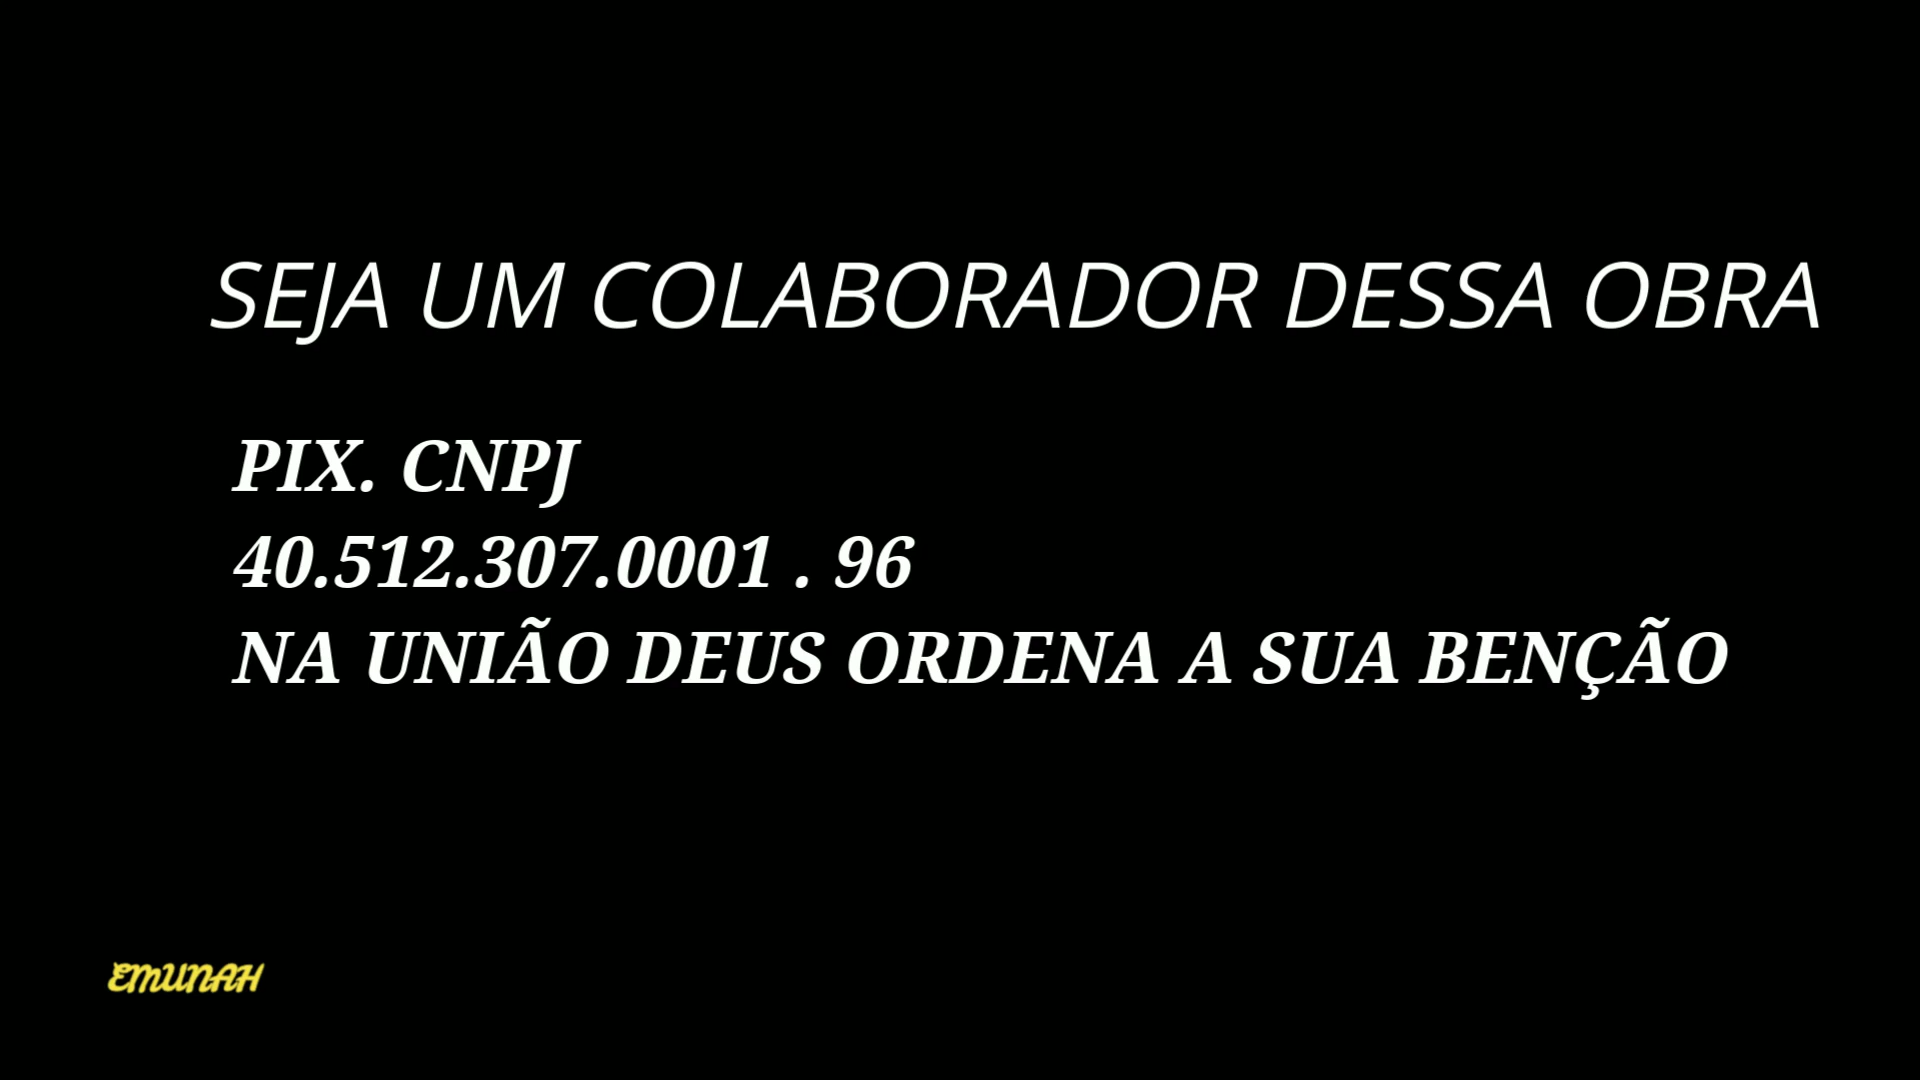 SEJA UM COLABORADOR DESSA OBRA
PIX. CNPJ
40.512.307.0001 . 96
NA UNIÃO DEUS ORDENA A SUA BENÇÃO
EMUNAH